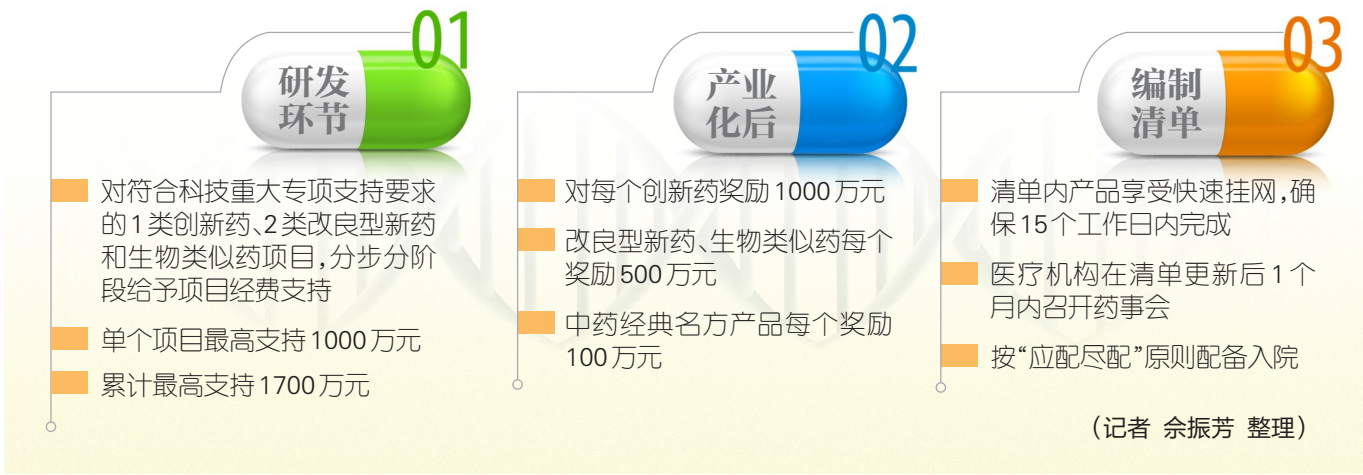 01
研发
环节
对符合科技重大专项支持要求
的1类创新药、2类改良型新药
和生物类似药项目,分步分阶
段给予项目经费支持
单个项目最高支持1000万元
累计最高支持1700万元
02
产业
化后
对每个创新药奖励1000万元
改良型新药、生物类似药每个
奖励500万元
中药经典名方产品每个奖励
100万元
03
编制
清单
清单内产品享受快速挂网,确
保15个工作日内完成
医疗机构在清单更新后1个
月内召开药事会
按“应配尽配”原则配备入院
(记者 佘振芳 整理)